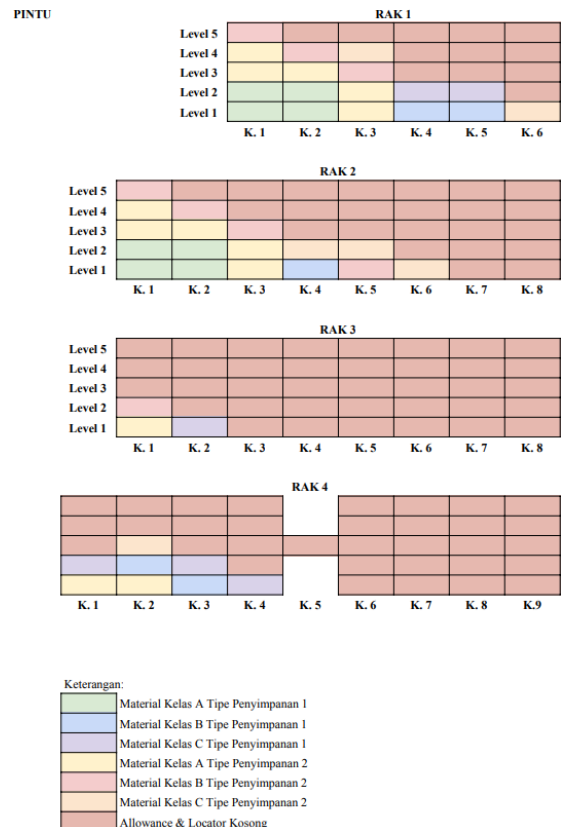 PINTU RAK 1
Level 5
Level 4
Level 3
Level 2
Level 1
K. 1 K. 2 K. 3 K. 4 K. 5 K. 6
RAK 2
Level 5
Level 4
Level 3
Level 2
Level 1
K. 1 K. 2 K. 3 K. 4 K. 5 K. 6 K. 7 K. 8
RAK 3
Level 5
Level 4
Level 3
Level 2
Level 1
K. 1 K. 2 K. 3 K. 4 K. 5 K. 6 K. 7 K. 8
RAK 4
K. 1 K. 2 K. 3 K. 4 K. 5 K. 6 K. 7 K. 8 K.9
Keterangan:
Material Kelas A Tipe Penyimpanan 1
Material Kelas B Tipe Penyimpanan 1
Material Kelas C Tipe Penyimpanan 1
Material Kelas A Tipe Penyimpanan 2
Material Kelas B Tipe Penyimpanan 2
Material Kelas C Tipe Penyimpanan 2
Allowance & Locator Kosong